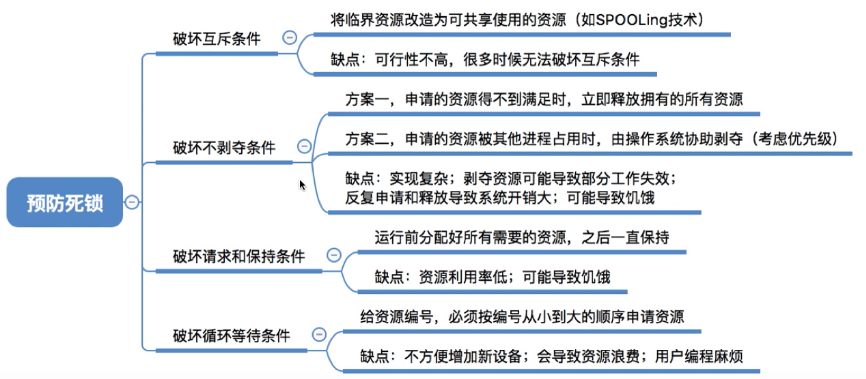 预防死锁
破坏互斥条件
将临界资源改造为可共享使用的资源（如SPOOLing技术）
缺点：可行性不高，很多时候无法破坏互斥条件
破坏不剥夺条件
方案一，申请的资源得不到满足时，立即释放拥有的所有资源
方案二，申请的资源被其他进程占用时，由操作系统协助剥夺（考虑优先级）
缺点：实现复杂；剥夺资源可能导致部分工作失效；
反复申请和释放导致系统开销大；可能导致饥饿
破坏请求和保持条件
运行前分配好所有需要的资源，之后一直保持
缺点：资源利用率低；可能导致饥饿
破坏循环等待条件
给资源编号，必须按编号从小到大的顺序申请资源
缺点：不方便增加新设备；会导致资源浪费；用户编程麻烦